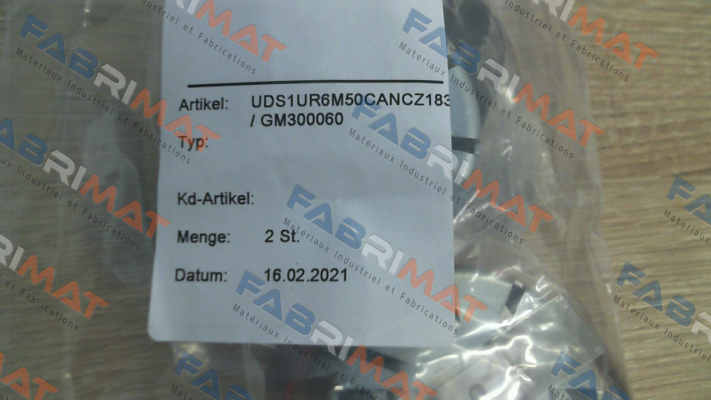 Artikel: UDS1UR6M50CANCZ183
/ GM300060
Typ:
Kd-Artikel:
Menge: 2 St.
Datum: 16.02.2021
FABRIMAT
Materiaux Industriel et Fabrications